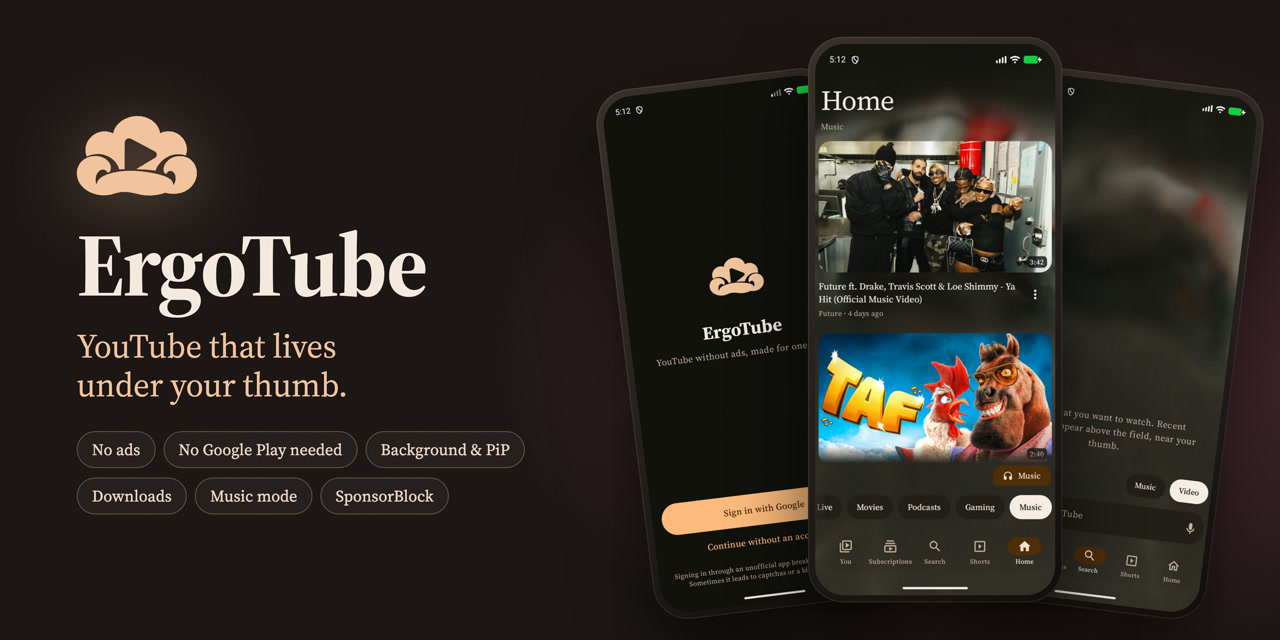 ErgoTube
YouTube that lives
under your thumb.
No ads
No Google Play needed
Background & PiP
Downloads
Music mode
SponsorBlock
5:12
ErgoTube
YouTube without ads, made for one
Sign in with Google
Continue without an acc
Signing in through an unofficial app break
Sometimes it leads to captchas or a bl
5:12
Home
Music
3:42
Future ft. Drake, Travis Scott & Loe Shimmy - Ya
Hit (Official Music Video)
Future · 4 days ago
TAF
2:40
Music
Live
Movies
Podcasts
Gaming
Music
You
Subscriptions
Search
Shorts
Home
at you want to watch. Recent
ppear above the field, near your
thumb.
Music
Video
Tube
Search
Shorts
Home